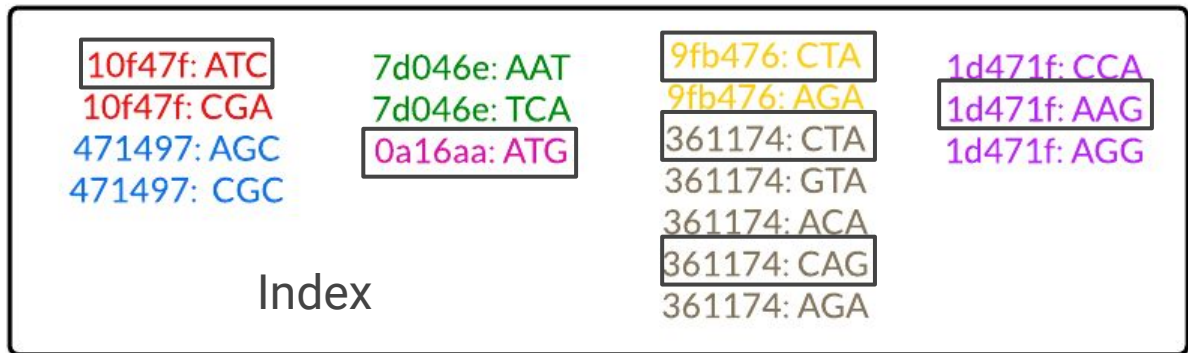 10f47f: ATC
10f47f: CGA
471497: AGC
471497: CGC
7d046e: AAT
7d046e: TCA
0a16aa: ATG
9fb476: CTA
9fb476: AGA
361174: CTA
361174: GTA
361174: ACA
361174: CAG
361174: AGA
1d471f: CCA
1d471f: AAG
1d471f: AGG
Index